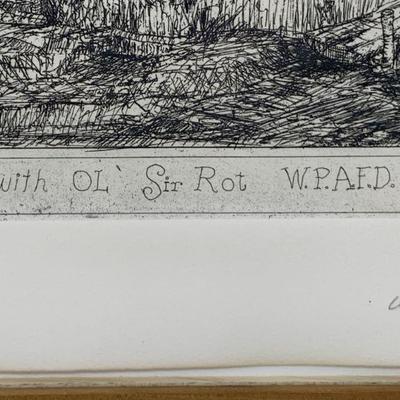 with OL' Sir Rot W.P.A.F.D.